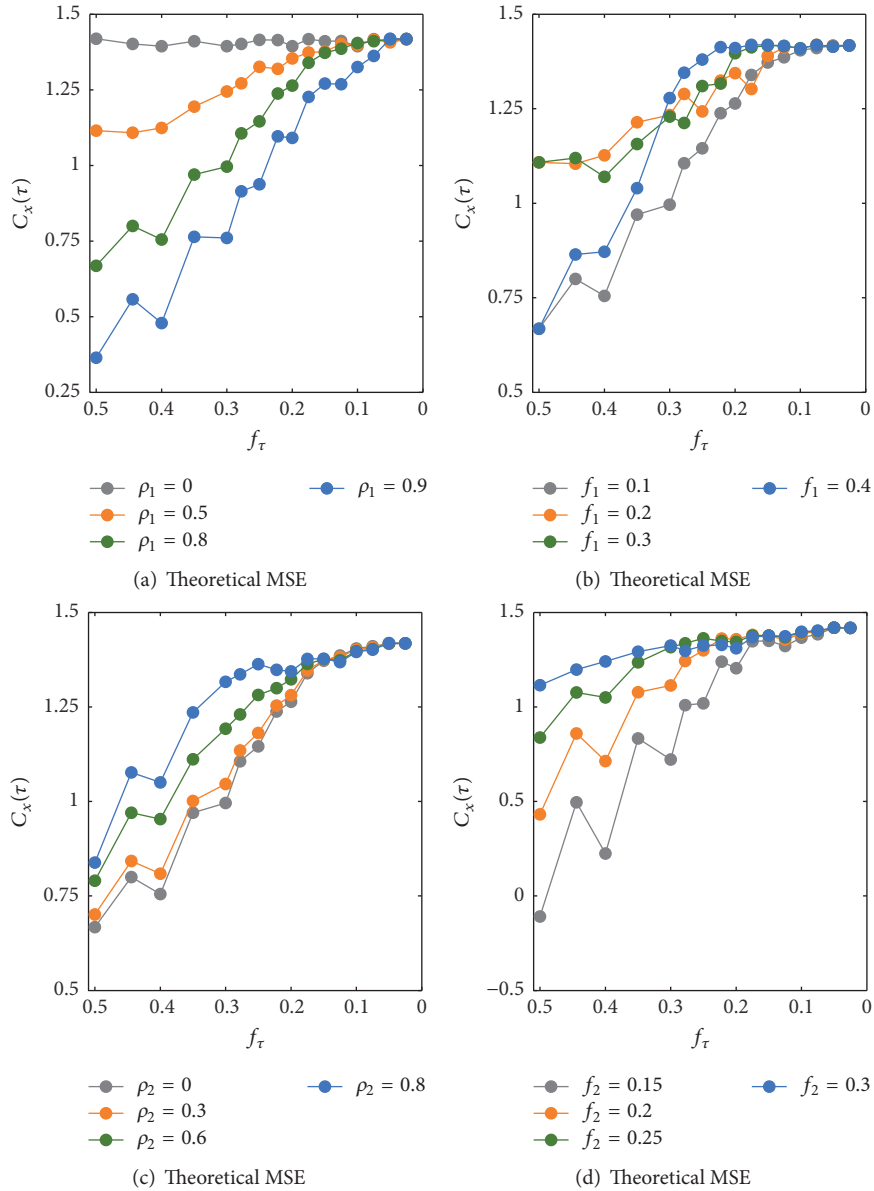 1.5
1.25
1
0.75
0.5
0.25
C_x(τ)
0.5 0.4 0.3 0.2 0.1 0
f_τ
ρ_1 = 0
ρ_1 = 0.5
ρ_1 = 0.8
ρ_1 = 0.9
(a) Theoretical MSE
1.5
1.25
1
0.75
0.5
C_x(τ)
0.5 0.4 0.3 0.2 0.1 0
f_τ
f_1 = 0.1
f_1 = 0.2
f_1 = 0.3
f_1 = 0.4
(b) Theoretical MSE
1.5
1.25
1
0.75
0.5
C_x(τ)
0.5 0.4 0.3 0.2 0.1 0
f_τ
ρ_2 = 0
ρ_2 = 0.3
ρ_2 = 0.6
ρ_2 = 0.8
(c) Theoretical MSE
1.5
1
0.5
0
−0.5
C_x(τ)
0.5 0.4 0.3 0.2 0.1 0
f_τ
f_2 = 0.15
f_2 = 0.2
f_2 = 0.25
f_2 = 0.3
(d) Theoretical MSE